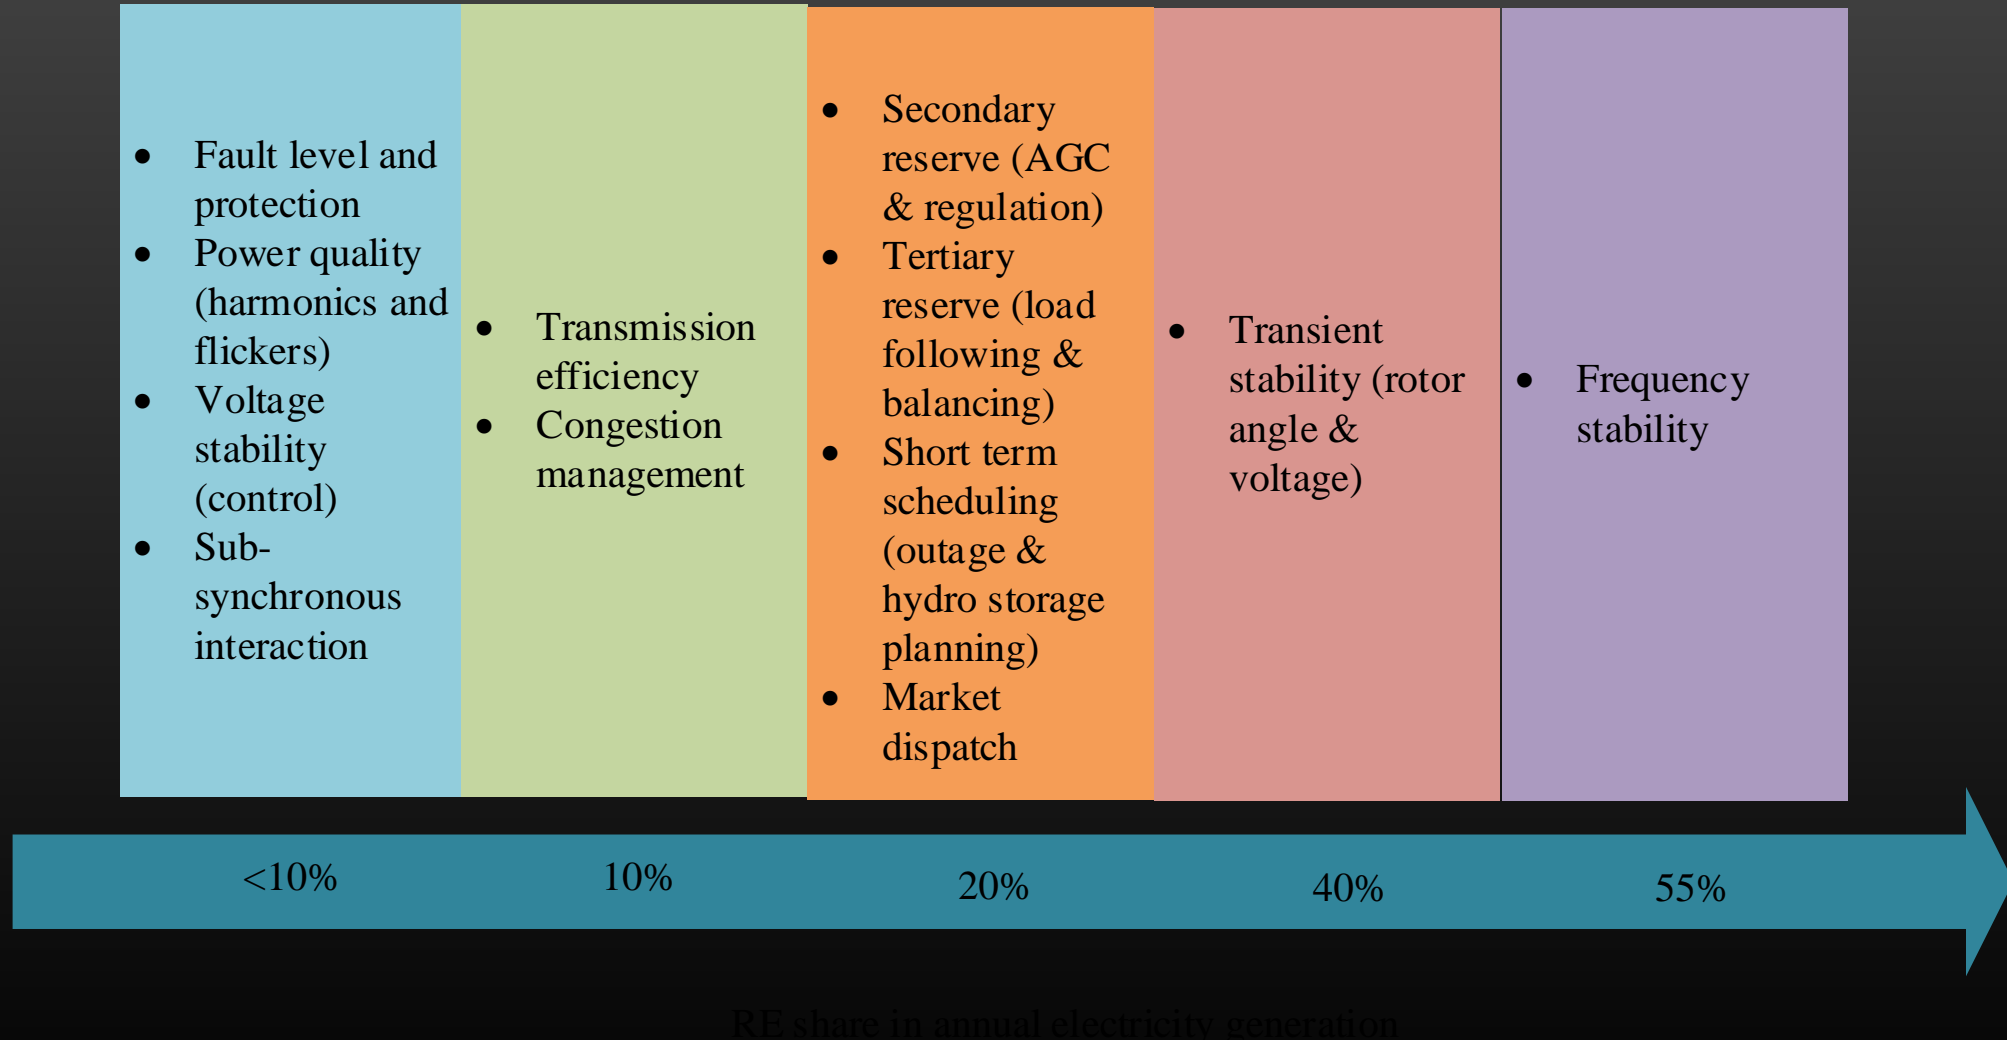 • Fault level and
protection
• Power quality
(harmonics and
flickers)
• Voltage
stability
(control)
• Sub-
synchronous
interaction
• Transmission
efficiency
• Congestion
management
• Secondary
reserve (AGC
& regulation)
• Tertiary
reserve (load
following &
balancing)
• Short term
scheduling
(outage &
hydro storage
planning)
• Market
dispatch
• Transient
stability (rotor
angle &
voltage)
• Frequency
stability
<10%
10%
20%
40%
55%
RE share in annual electricity generation